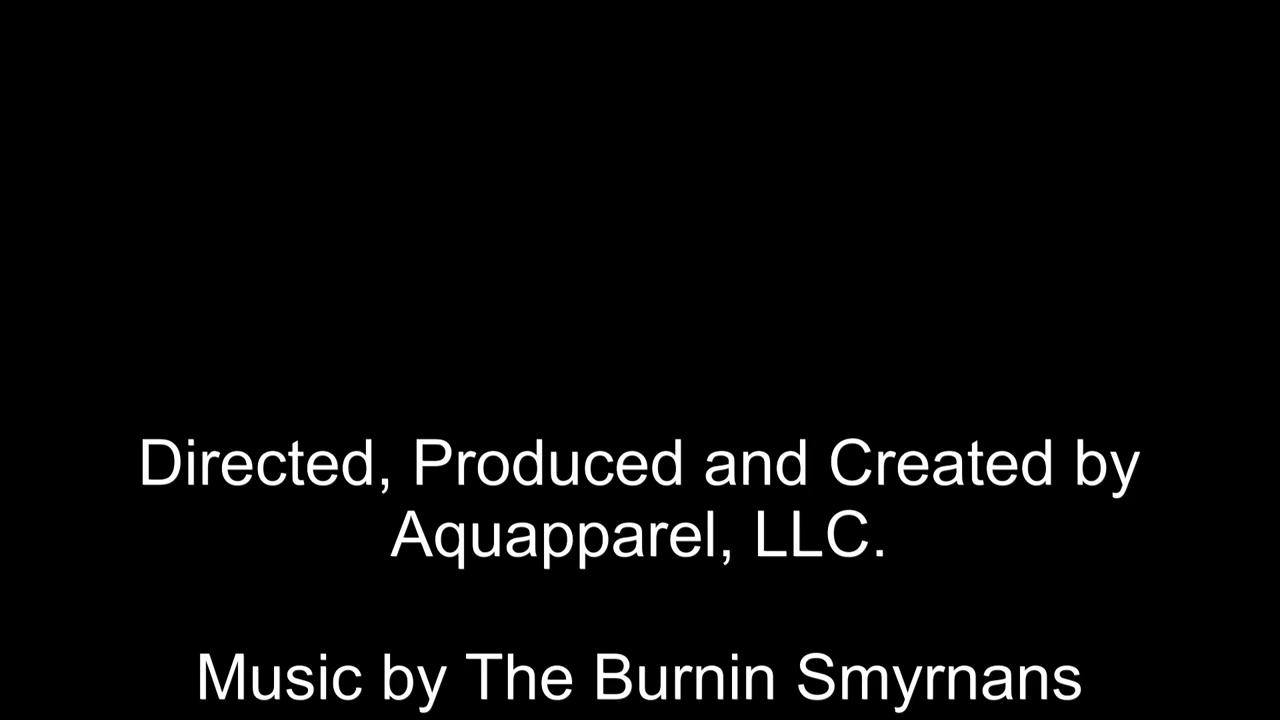 Directed, Produced and Created by
Aquapparel, LLC.
Music by The Burnin Smyrnans